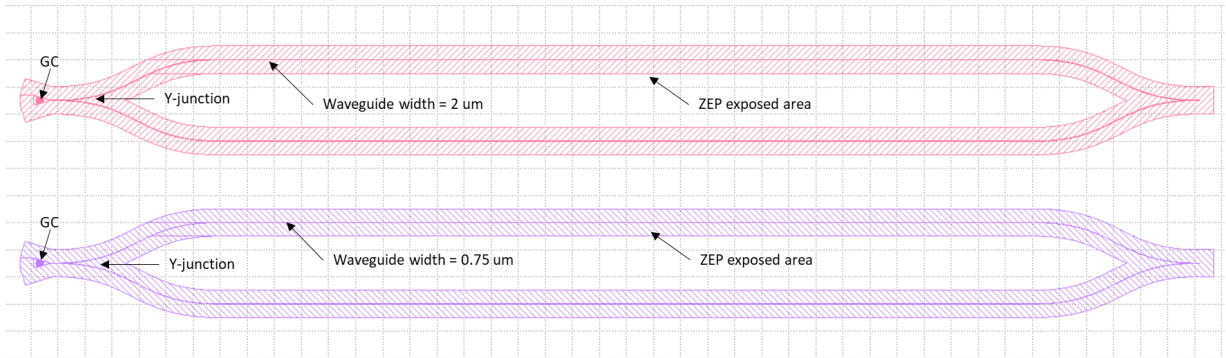 GC
Y-junction
Waveguide width = 2 um
ZEP exposed area
GC
Y-junction
Waveguide width = 0.75 um
ZEP exposed area